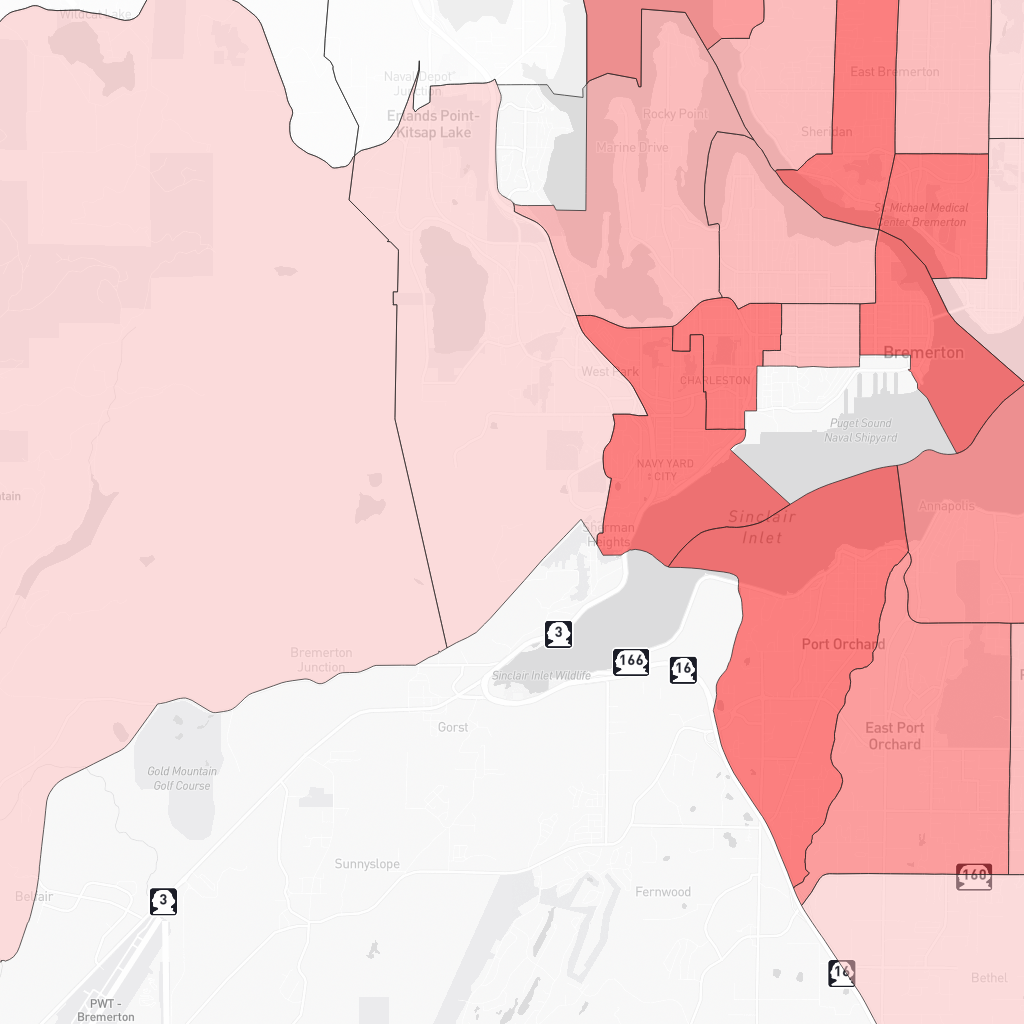 Wildcat Lake
Naval Depot
Junction
Erlands Point-
Kitsap Lake
Rocky Point
Marine Drive
East Bremerton
Sheridan
St. Michael Medical
Center Bremerton
Bremerton
West Park
CHARLESTON
Puget Sound
Naval Shipyard
NAVY YARD
CITY
Sinclair
Inlet
Annapolis
Sherman
Heights
3
166
16
Bremerton
Junction
Sinclair Inlet Wildlife
Port Orchard
Gorst
East Port
Orchard
Gold Mountain
Golf Course
Sunnyslope
Fernwood
160
Belfair
3
16
Bethel
PWT -
Bremerton